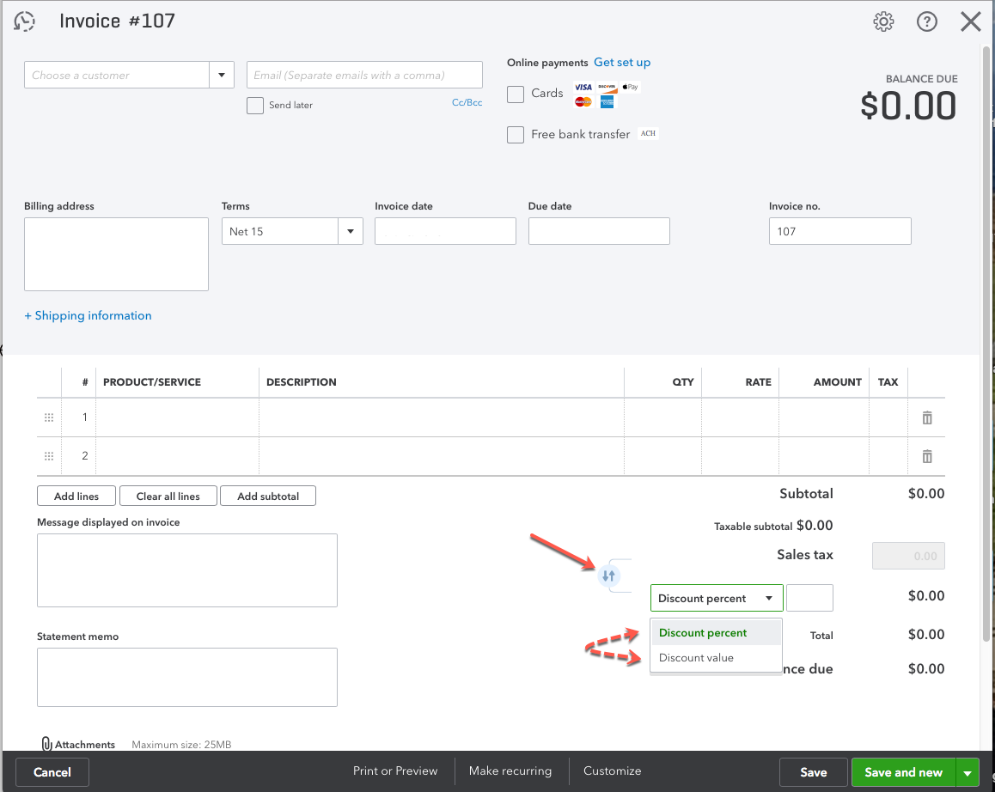 Invoice #107
Choose a customer
Email (Separate emails with a comma)
Send later
Cc/Bcc
Online payments Get set up
Cards VISA DISCOVER Pay
Free bank transfer ACH
BALANCE DUE
$0.00
Billing address
Terms
Net 15
Invoice date
Due date
Invoice no.
107
+ Shipping information
# PRODUCT/SERVICE DESCRIPTION QTY RATE AMOUNT TAX
1
2
Add lines Clear all lines Add subtotal
Subtotal $0.00
Message displayed on invoice
Taxable subtotal $0.00
Sales tax 0.00
Discount percent $0.00
Discount percent
Discount value
Total $0.00
nce due $0.00
Statement memo
Attachments Maximum size: 25MB
Cancel Print or Preview Make recurring Customize Save Save and new